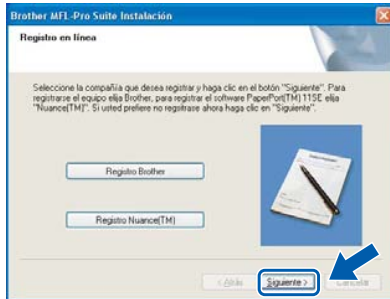 Brother MFL-Pro Suite Instalación
Registro en línea
Seleccione la compañía que desea registrar y haga clic en el botón "Siguiente". Para
registrarse el equipo elija Brother, para registrar el software PaperPort(TM) 11SE elija
"Nuance(TM)". Si usted prefiere no registrase ahora haga clic en "Siguiente".
Registro Brother
Registro Nuance(TM)
< Atrás
Siguiente >
Cancelar